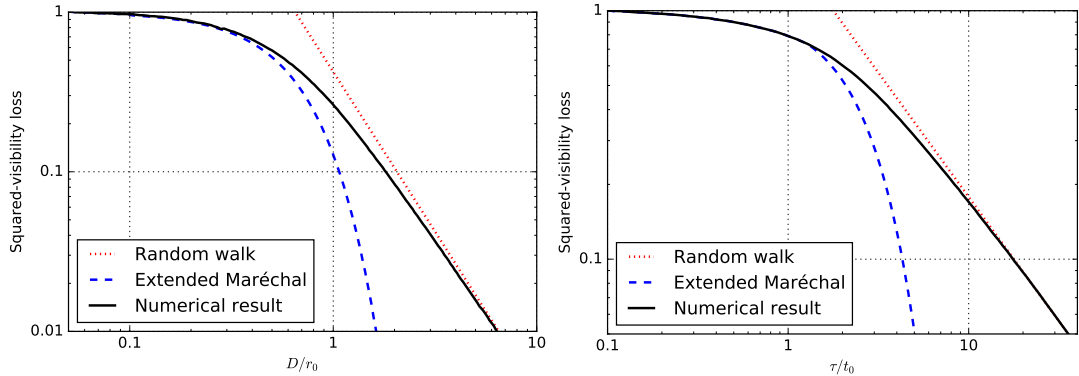 Squared-visibility loss
1
0.1
0.01
Random walk
Extended Maréchal
Numerical result
0.1
1
10
D/r₀
Squared-visibility loss
1
0.1
Random walk
Extended Maréchal
Numerical result
0.1
1
10
τ/t₀